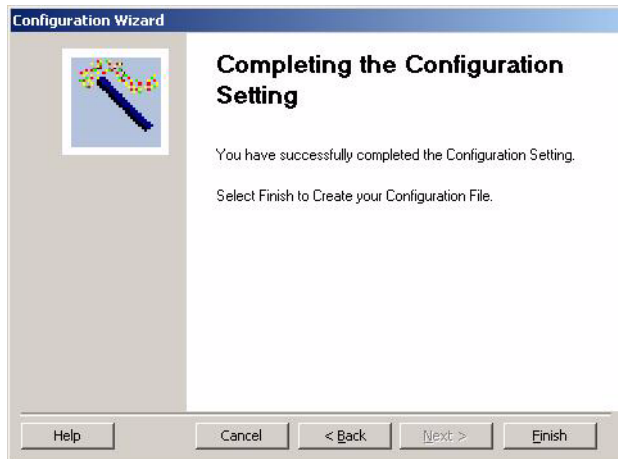 Configuration Wizard
Completing the Configuration
Setting
You have successfully completed the Configuration Setting.
Select Finish to Create your Configuration File.
Help
Cancel
< Back
Next >
Finish